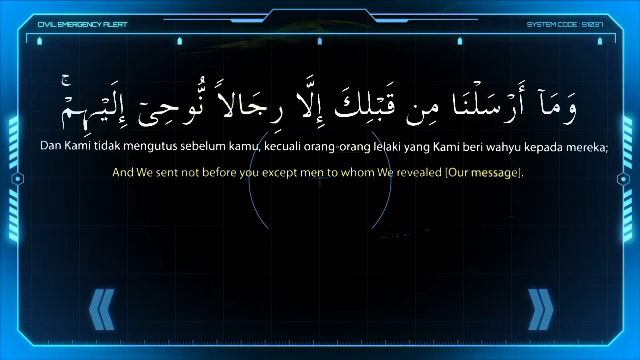 CIVIL EMERGENCY ALERT
SYSTEM CODE : S1037
وَمَآ أَرْسَلْنَا مِن قَبْلِكَ إِلَّا رِجَالاً نُّوحِىٓ إِلَيْهِمْۚ
Dan Kami tidak mengutus sebelum kamu, kecuali orang-orang lelaki yang Kami beri wahyu kepada mereka;
And We sent not before you except men to whom We revealed [Our message].